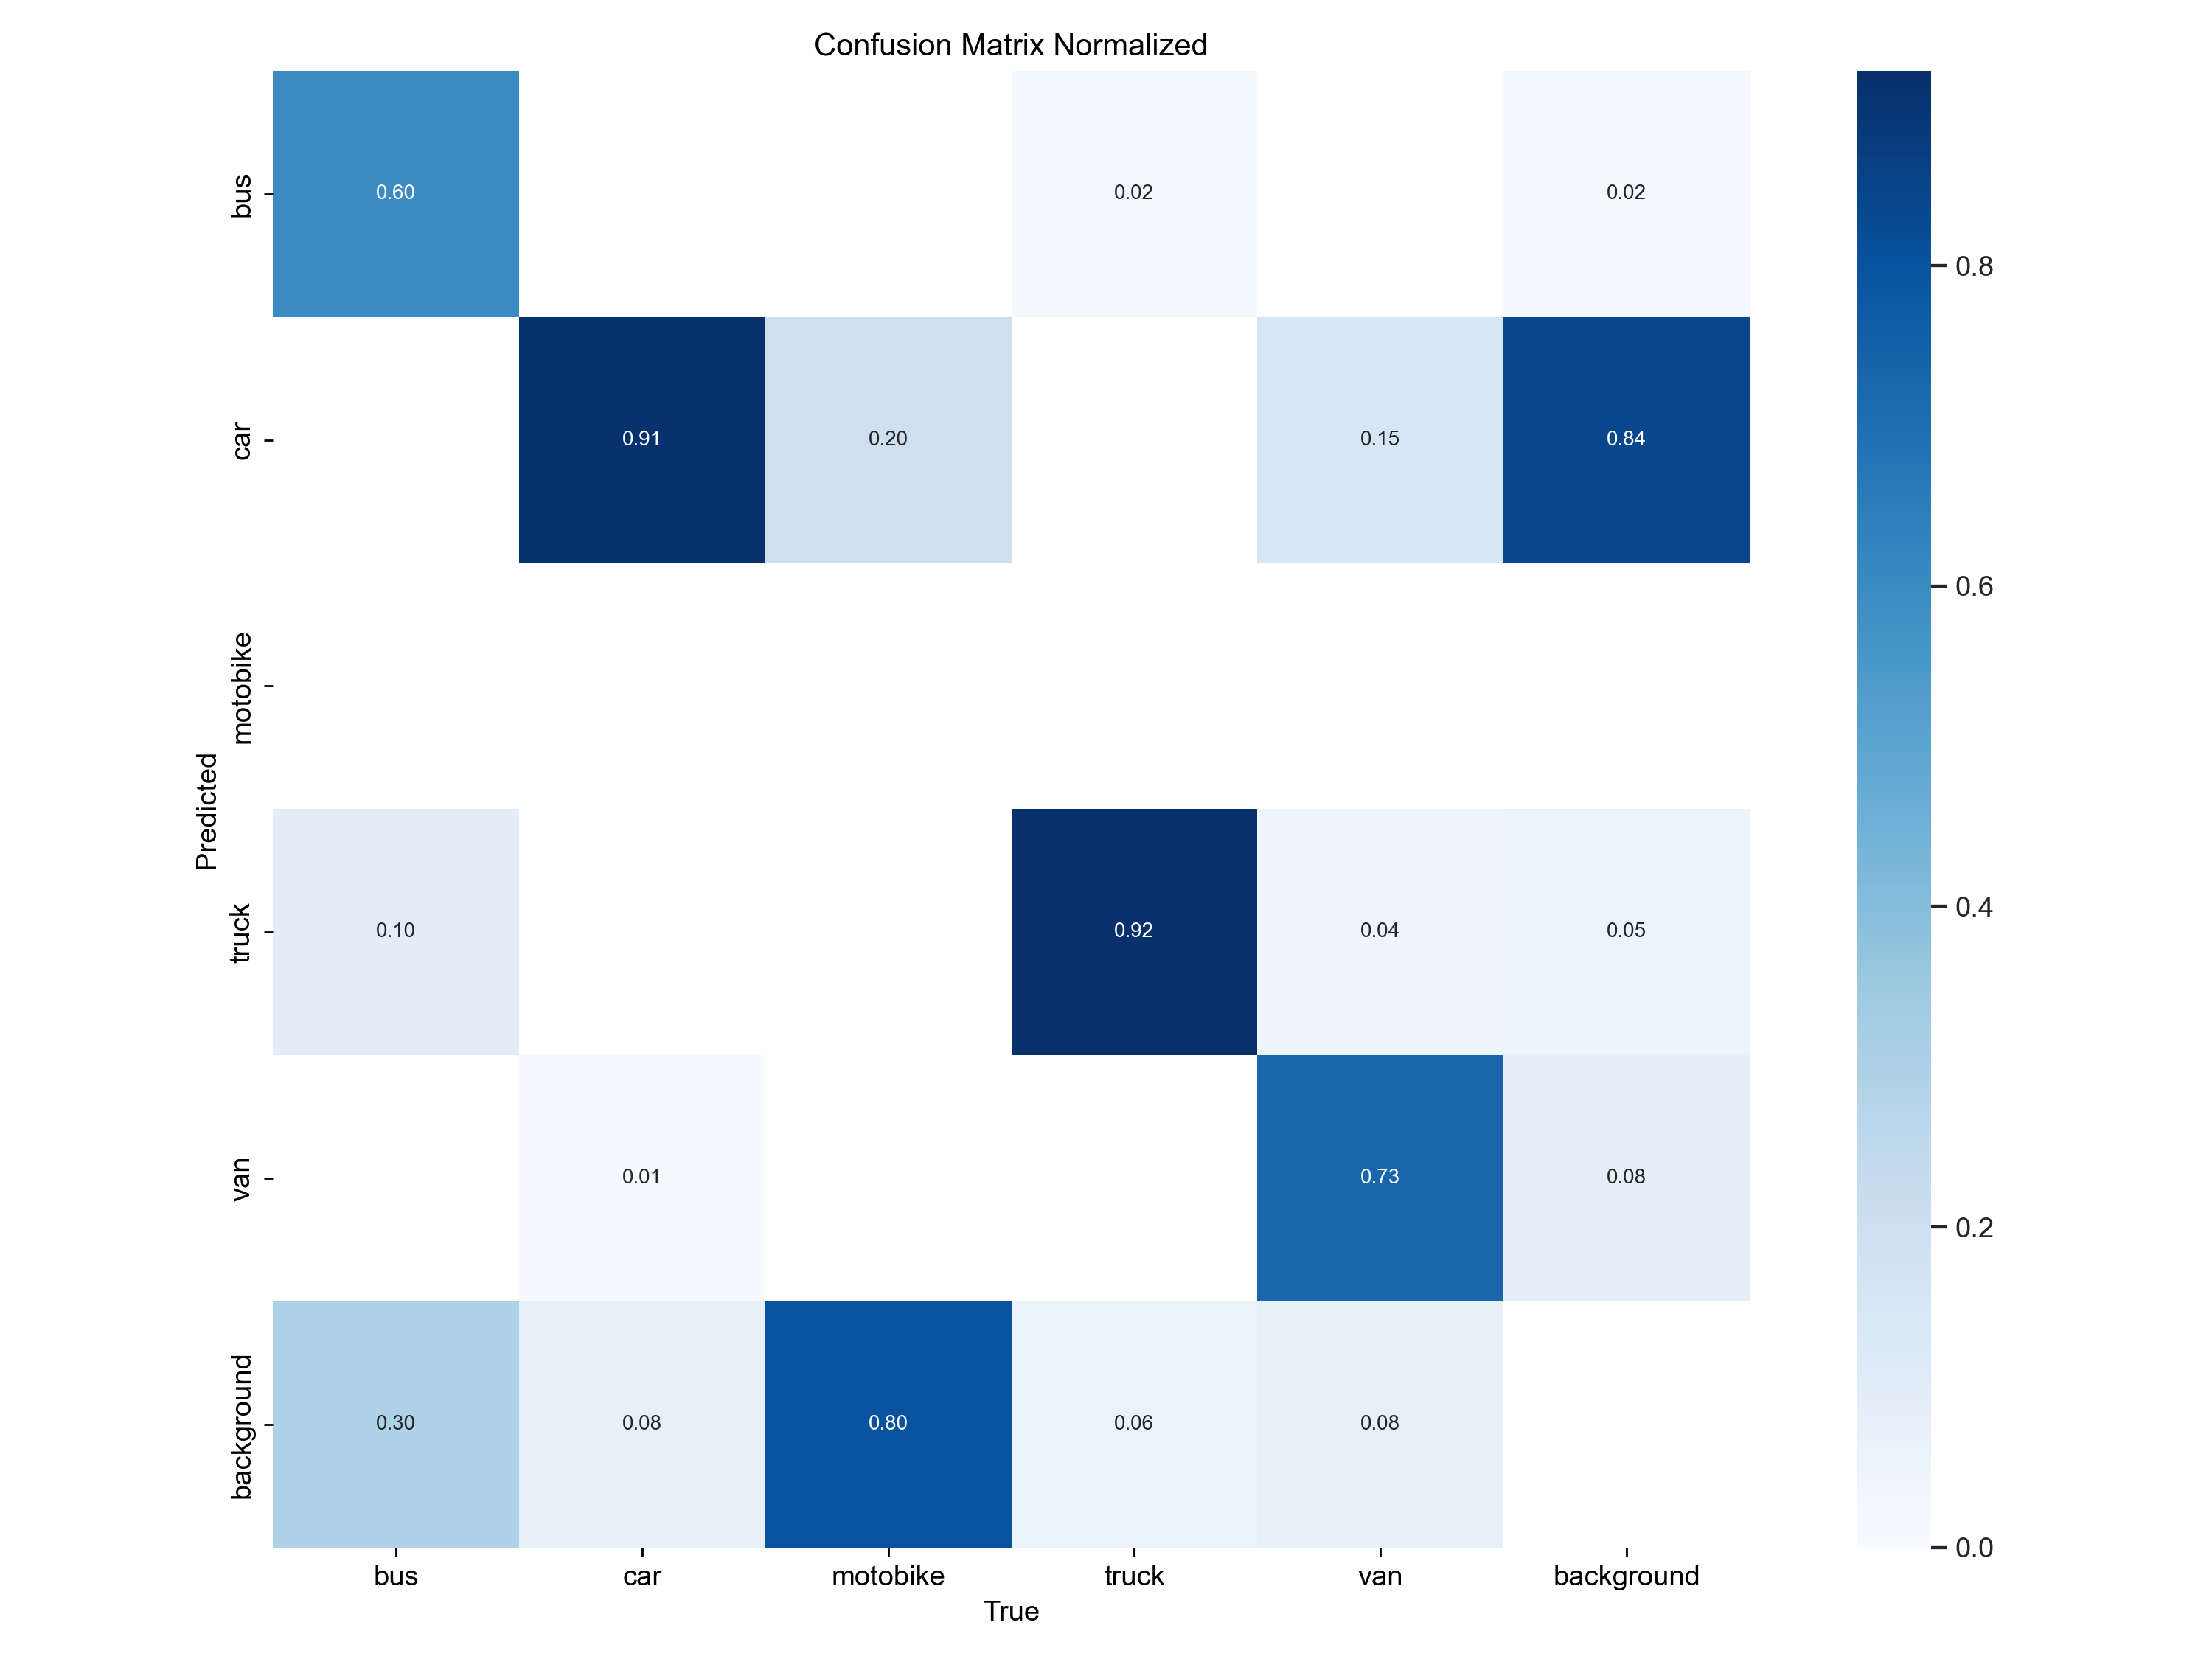 Confusion Matrix Normalized
bus
0.60
0.02
0.02
0.8
car
0.91
0.20
0.15
0.84
0.6
motobike
Predicted
0.4
truck
0.10
0.92
0.04
0.05
van
0.01
0.73
0.08
0.2
background
0.30
0.08
0.80
0.06
0.08
0.0
bus
car
motobike
truck
van
background
True